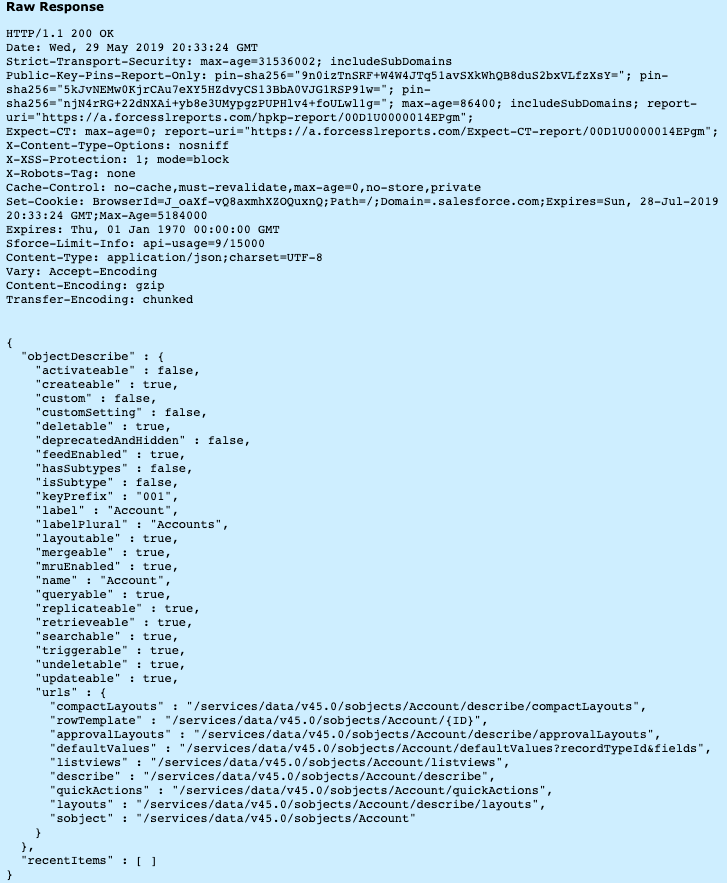 Raw Response
HTTP/1.1 200 OK
Date: Wed, 29 May 2019 20:33:24 GMT
Strict-Transport-Security: max-age=31536002; includeSubDomains
Public-Key-Pins-Report-Only: pin-sha256="9n0izTnSRF+W4W4JTq51avSXkWhQB8duS2bxVLfzXsY="; pin-
sha256="5kJvNEMw0KjrCAu7eXY5HZdvyCS13BbA0VJG1RSP91w="; pin-
sha256="njN4rRG+22dNXAi+yb8e3UMypgzPUPHlv4+foULwl1g="; max-age=86400; includeSubDomains; report-
uri="https://a.forcesslreports.com/hpkp-report/00D1U0000014EPgm";
Expect-CT: max-age=0; report-uri="https://a.forcesslreports.com/Expect-CT-report/00D1U0000014EPgm";
X-Content-Type-Options: nosniff
X-XSS-Protection: 1; mode=block
X-Robots-Tag: none
Cache-Control: no-cache,must-revalidate,max-age=0,no-store,private
Set-Cookie: BrowserId=J_oaXf-vQ8axmhXZOQuxnQ;Path=/;Domain=.salesforce.com;Expires=Sun, 28-Jul-2019
20:33:24 GMT;Max-Age=5184000
Expires: Thu, 01 Jan 1970 00:00:00 GMT
Sforce-Limit-Info: api-usage=9/15000
Content-Type: application/json;charset=UTF-8
Vary: Accept-Encoding
Content-Encoding: gzip
Transfer-Encoding: chunked
{
"objectDescribe" : {
"activateable" : false,
"createable" : true,
"custom" : false,
"customSetting" : false,
"deletable" : true,
"deprecatedAndHidden" : false,
"feedEnabled" : true,
"hasSubtypes" : false,
"isSubtype" : false,
"keyPrefix" : "001",
"label" : "Account",
"labelPlural" : "Accounts",
"layoutable" : true,
"mergeable" : true,
"mruEnabled" : true,
"name" : "Account",
"queryable" : true,
"replicateable" : true,
"retrieveable" : true,
"searchable" : true,
"triggerable" : true,
"undeletable" : true,
"updateable" : true,
"urls" : {
"compactLayouts" : "/services/data/v45.0/sobjects/Account/describe/compactLayouts",
"rowTemplate" : "/services/data/v45.0/sobjects/Account/{ID}",
"approvalLayouts" : "/services/data/v45.0/sobjects/Account/describe/approvalLayouts",
"defaultValues" : "/services/data/v45.0/sobjects/Account/defaultValues?recordTypeId&fields",
"listviews" : "/services/data/v45.0/sobjects/Account/listviews",
"describe" : "/services/data/v45.0/sobjects/Account/describe",
"quickActions" : "/services/data/v45.0/sobjects/Account/quickActions",
"layouts" : "/services/data/v45.0/sobjects/Account/describe/layouts",
"sobject" : "/services/data/v45.0/sobjects/Account"
}
},
"recentItems" : [ ]
}